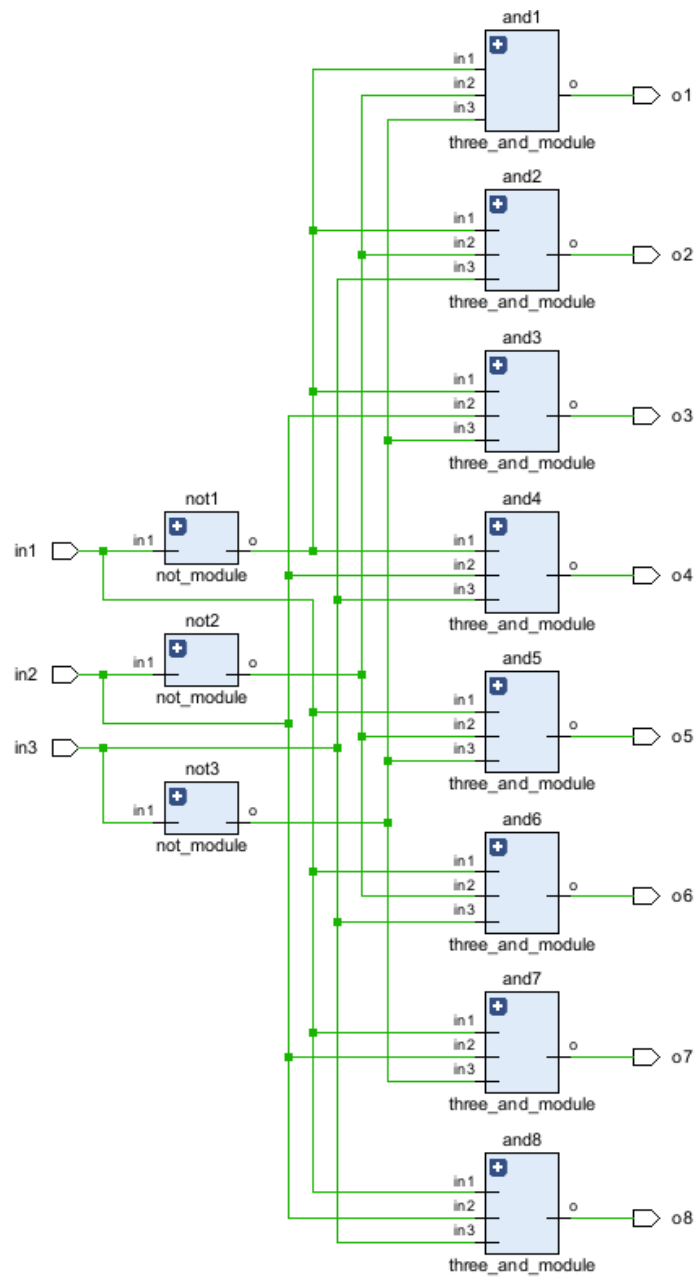 and1
in1
in2
in3
o
o1
three_and_module
and2
in1
in2
in3
o
o2
three_and_module
and3
in1
in2
in3
o
o3
three_and_module
not1
in1
in1
o
not_module
and4
in1
in2
in3
o
o4
three_and_module
not2
in2
in1
o
not_module
and5
in1
in2
in3
o
o5
three_and_module
in3
not3
in1
o
not_module
and6
in1
in2
in3
o
o6
three_and_module
and7
in1
in2
in3
o
o7
three_and_module
and8
in1
in2
in3
o
o8
three_and_module